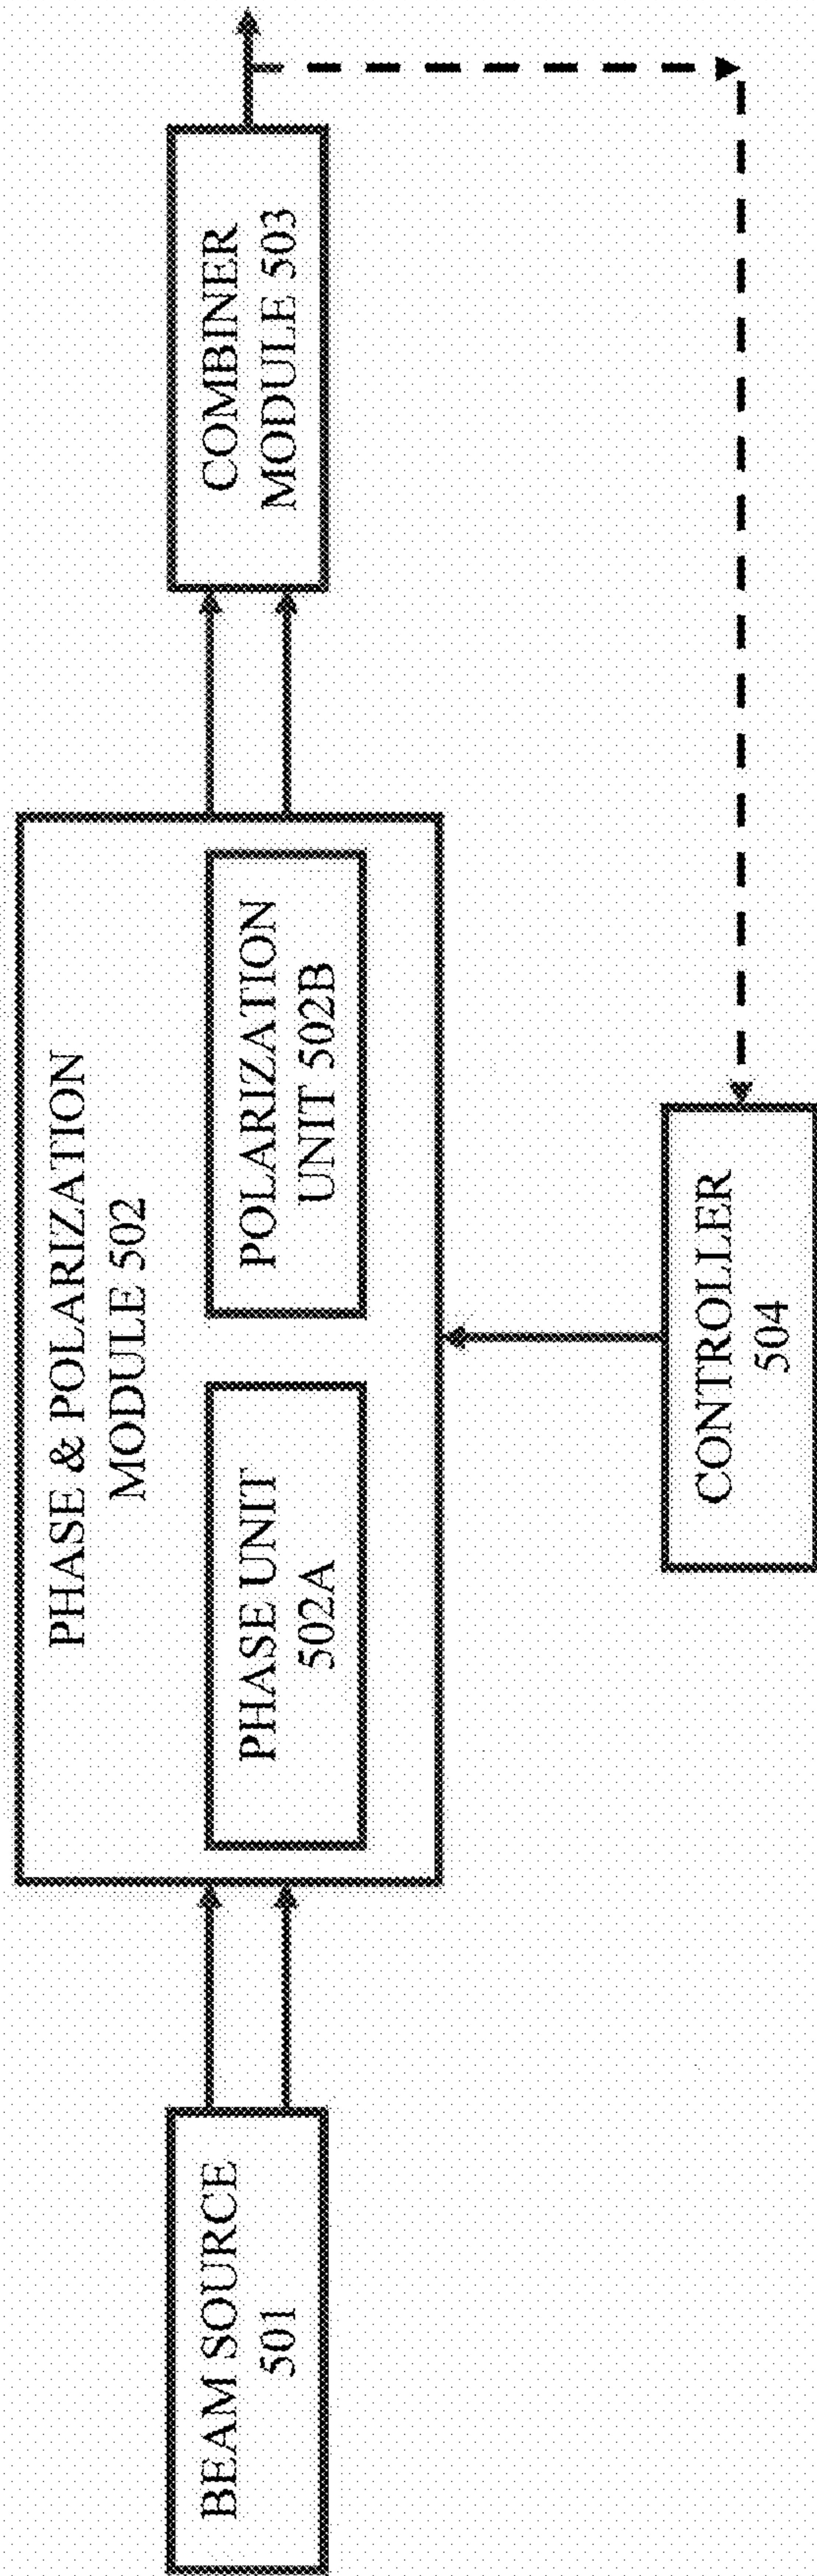 BEAM SOURCE
501
PHASE & POLARIZATION
MODULE 502
PHASE UNIT
502A
POLARIZATION
UNIT 502B
COMBINER
MODULE 503
CONTROLLER
504